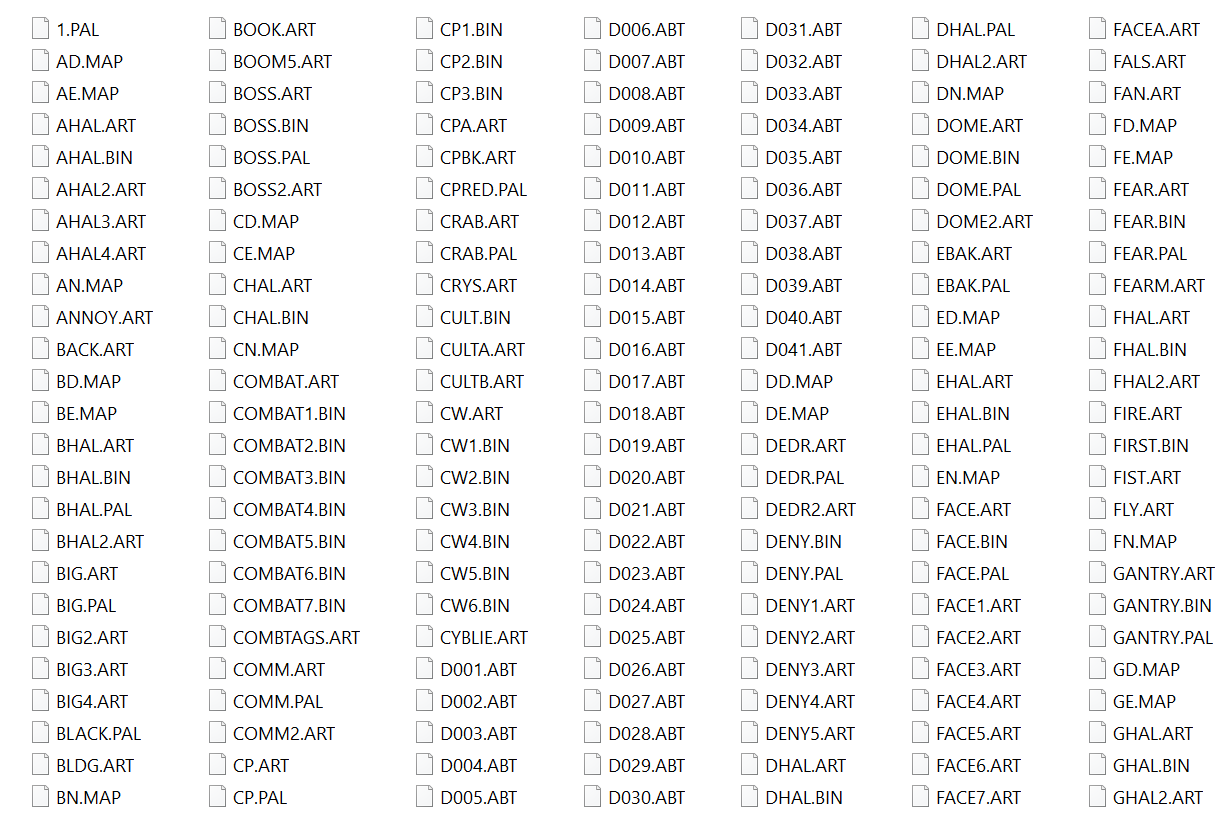 1.PAL
AD.MAP
AE.MAP
AHAL.ART
AHAL.BIN
AHAL2.ART
AHAL3.ART
AHAL4.ART
AN.MAP
ANNOY.ART
BACK.ART
BD.MAP
BE.MAP
BHAL.ART
BHAL.BIN
BHAL.PAL
BHAL2.ART
BIG.ART
BIG.PAL
BIG2.ART
BIG3.ART
BIG4.ART
BLACK.PAL
BLDG.ART
BN.MAP
BOOK.ART
BOOM5.ART
BOSS.ART
BOSS.BIN
BOSS.PAL
BOSS2.ART
CD.MAP
CE.MAP
CHAL.ART
CHAL.BIN
CN.MAP
COMBAT.ART
COMBAT1.BIN
COMBAT2.BIN
COMBAT3.BIN
COMBAT4.BIN
COMBAT5.BIN
COMBAT6.BIN
COMBAT7.BIN
COMBTAGS.ART
COMM.ART
COMM.PAL
COMM2.ART
CP.ART
CP.PAL
CP1.BIN
CP2.BIN
CP3.BIN
CPA.ART
CPBK.ART
CPRED.PAL
CRAB.ART
CRAB.PAL
CRYS.ART
CULT.BIN
CULTA.ART
CULTB.ART
CW.ART
CW1.BIN
CW2.BIN
CW3.BIN
CW4.BIN
CW5.BIN
CW6.BIN
CYBLIE.ART
D001.ABT
D002.ABT
D003.ABT
D004.ABT
D005.ABT
D006.ABT
D007.ABT
D008.ABT
D009.ABT
D010.ABT
D011.ABT
D012.ABT
D013.ABT
D014.ABT
D015.ABT
D016.ABT
D017.ABT
D018.ABT
D019.ABT
D020.ABT
D021.ABT
D022.ABT
D023.ABT
D024.ABT
D025.ABT
D026.ABT
D027.ABT
D028.ABT
D029.ABT
D030.ABT
D031.ABT
D032.ABT
D033.ABT
D034.ABT
D035.ABT
D036.ABT
D037.ABT
D038.ABT
D039.ABT
D040.ABT
D041.ABT
DD.MAP
DE.MAP
DEDR.ART
DEDR.PAL
DEDR2.ART
DENY.BIN
DENY.PAL
DENY1.ART
DENY2.ART
DENY3.ART
DENY4.ART
DENY5.ART
DHAL.ART
DHAL.BIN
DHAL.PAL
DHAL2.ART
DN.MAP
DOME.ART
DOME.BIN
DOME.PAL
DOME2.ART
EBAK.ART
EBAK.PAL
ED.MAP
EE.MAP
EHAL.ART
EHAL.BIN
EHAL.PAL
EN.MAP
FACE.ART
FACE.BIN
FACE.PAL
FACE1.ART
FACE2.ART
FACE3.ART
FACE4.ART
FACE5.ART
FACE6.ART
FACE7.ART
FACEA.ART
FALS.ART
FAN.ART
FD.MAP
FE.MAP
FEAR.ART
FEAR.BIN
FEAR.PAL
FEARM.ART
FHAL.ART
FHAL.BIN
FHAL2.ART
FIRE.ART
FIRST.BIN
FIST.ART
FLY.ART
FN.MAP
GANTRY.ART
GANTRY.BIN
GANTRY.PAL
GD.MAP
GE.MAP
GHAL.ART
GHAL.BIN
GHAL2.ART